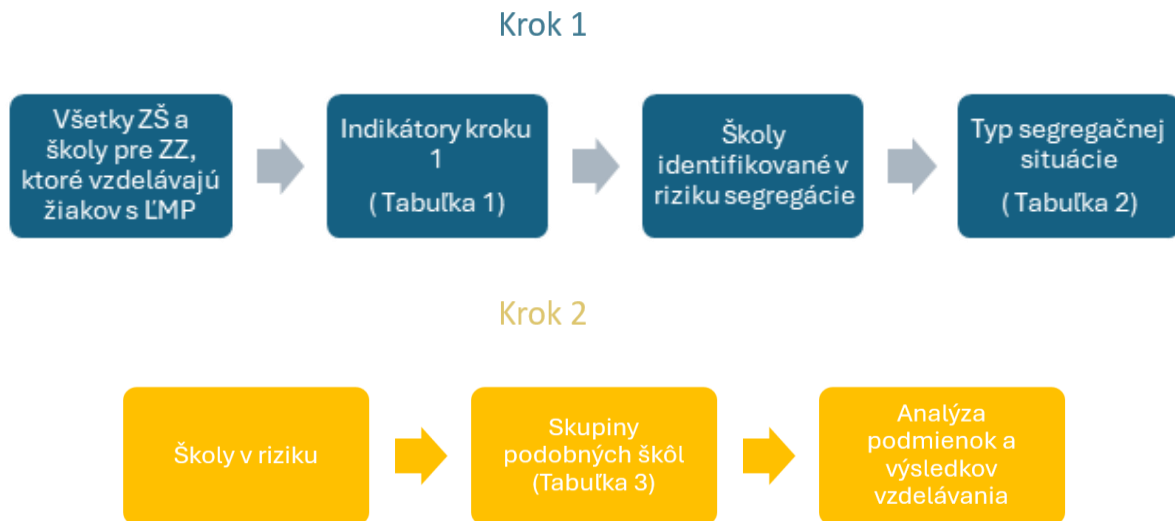 Krok 1
Všetky ZŠ a
školy pre ZZ,
ktoré vzdelávajú
žiakov s ĽMP
Indikátory kroku
1
( Tabuľka 1)
Školy
identifikované v
riziku segregácie
Typ segregačnej
situácie
( Tabuľka 2)
Krok 2
Školy v riziku
Skupiny
podobných škôl
(Tabuľka 3)
Analýza
podmienok a
výsledkov
vzdelávania